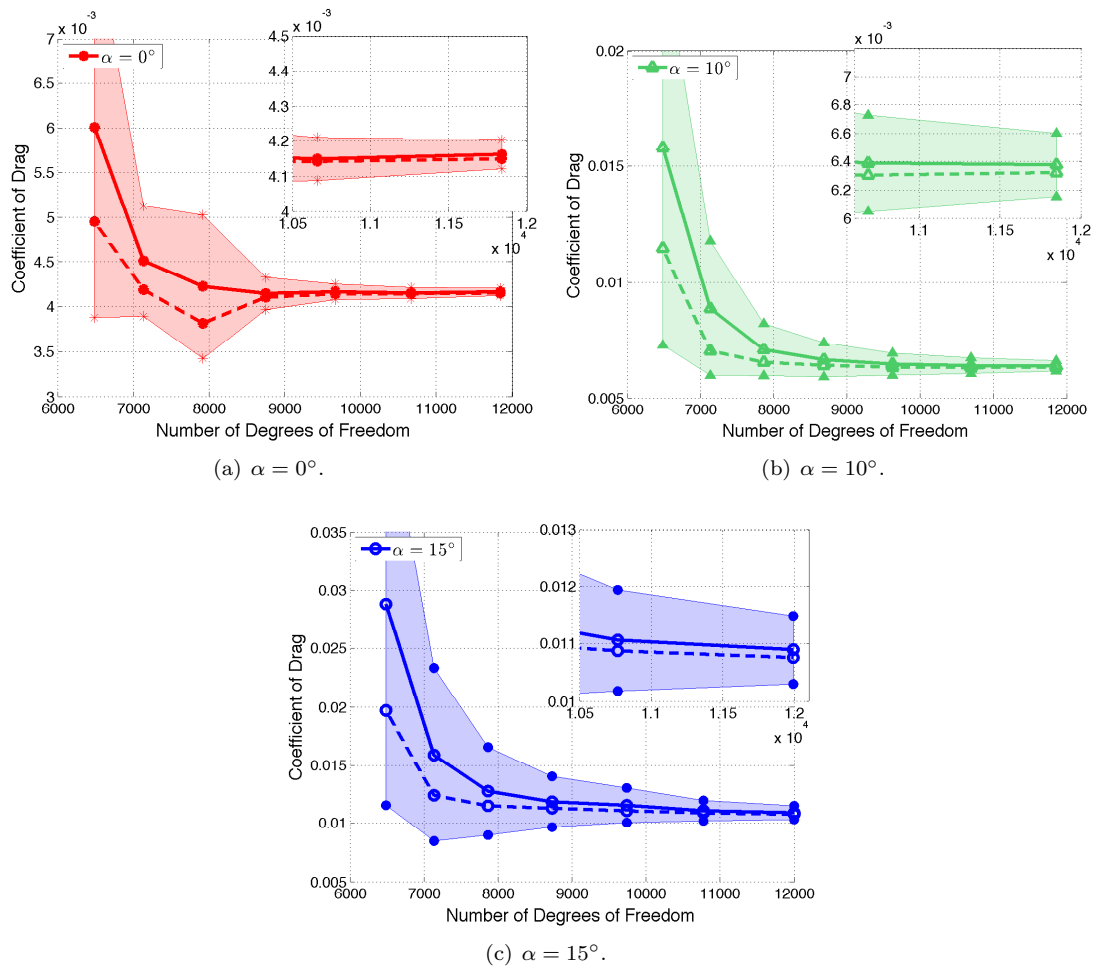 x 10⁻³
7
6.5
6
5.5
5
4.5
4
3.5
3
6000 7000 8000 9000 10000 11000 12000
Coefficient of Drag
Number of Degrees of Freedom
α = 0°
x 10⁻³
4.5
4.4
4.3
4.2
4.1
4
1.05 1.1 1.15 1.2
x 10⁴
(a) α = 0°.
0.02
0.015
0.01
0.005
6000 7000 8000 9000 10000 11000 12000
Coefficient of Drag
Number of Degrees of Freedom
α = 10°
x 10⁻³
7
6.8
6.6
6.4
6.2
6
1.1 1.15 1.2
x 10⁴
(b) α = 10°.
0.035
0.03
0.025
0.02
0.015
0.01
0.005
6000 7000 8000 9000 10000 11000 12000
Coefficient of Drag
Number of Degrees of Freedom
α = 15°
0.013
0.012
0.011
0.01
1.05 1.1 1.15 1.2
x 10⁴
(c) α = 15°.